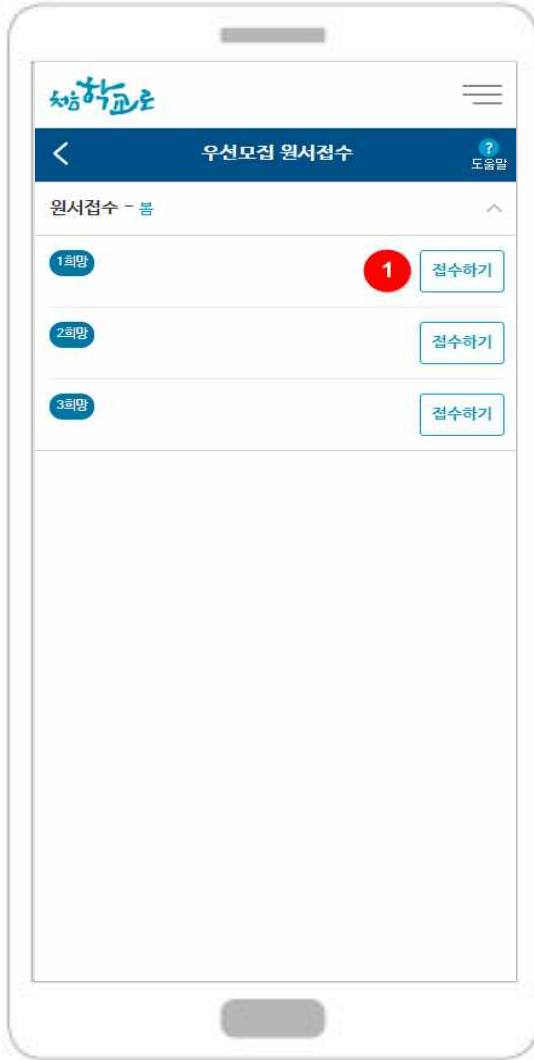 처음학교로
우선모집 원서접수
?
도움말
원서접수 - 봄
1희망
1
접수하기
2희망
접수하기
3희망
접수하기